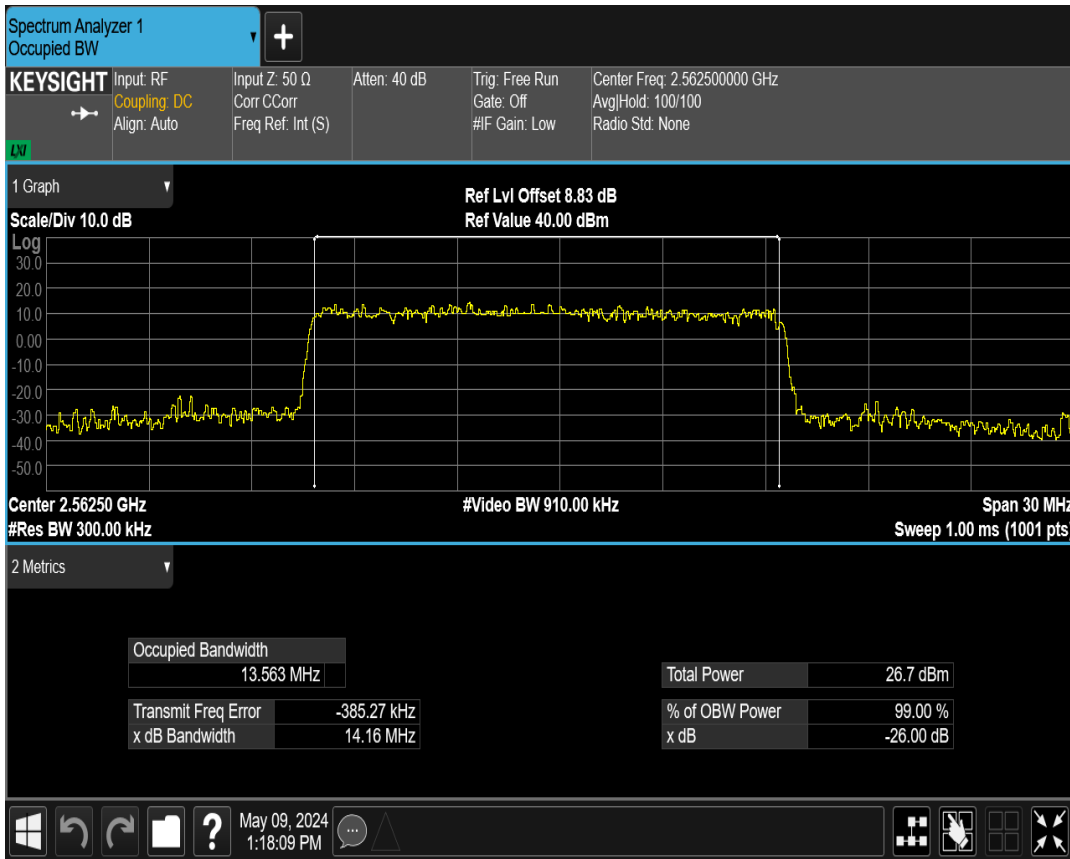 Spectrum Analyzer 1
Occupied BW
+
KEYSIGHT
LXI
Input: RF
Coupling: DC
Align: Auto
Input Z: 50 Ω
Corr CCorr
Freq Ref: Int (S)
Atten: 40 dB
Trig: Free Run
Gate: Off
#IF Gain: Low
Center Freq: 2.562500000 GHz
Avg|Hold: 100/100
Radio Std: None
1 Graph
Scale/Div 10.0 dB
Ref Lvl Offset 8.83 dB
Ref Value 40.00 dBm
Log
30.0
20.0
10.0
0.00
-10.0
-20.0
-30.0
-40.0
-50.0
Center 2.56250 GHz
#Video BW 910.00 kHz
Span 30 MHz
#Res BW 300.00 kHz
Sweep 1.00 ms (1001 pts)
2 Metrics
Occupied Bandwidth
13.563 MHz
Total Power 26.7 dBm
Transmit Freq Error -385.27 kHz
% of OBW Power 99.00 %
x dB Bandwidth 14.16 MHz
x dB -26.00 dB
?
May 09, 2024
1:18:09 PM